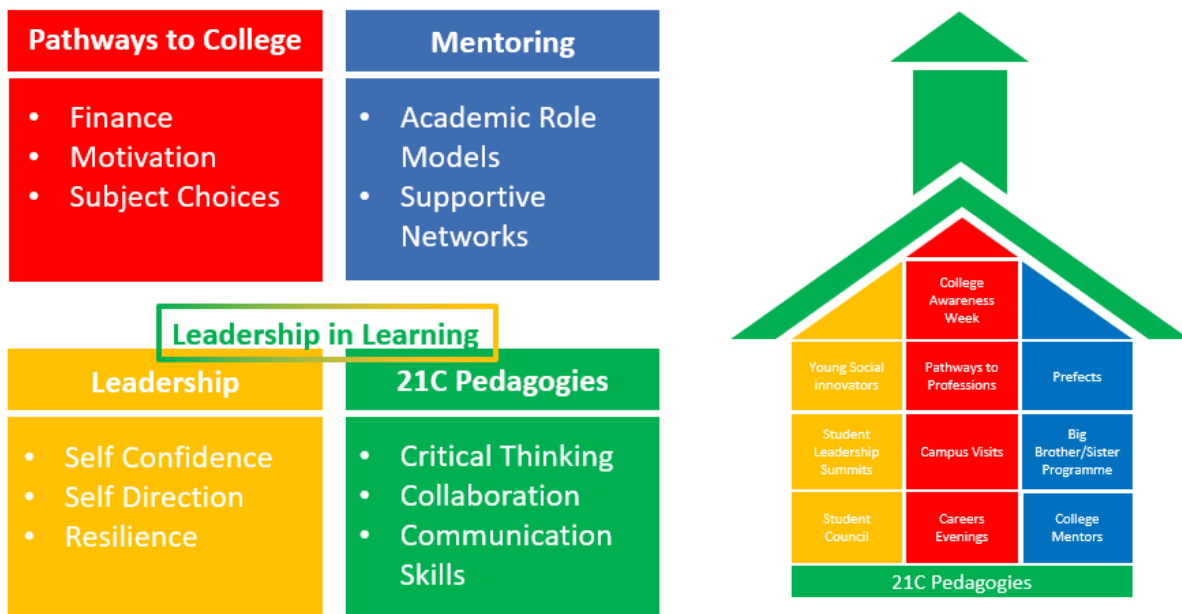 Pathways to College
• Finance
• Motivation
• Subject Choices
Mentoring
• Academic Role
Models
• Supportive
Networks
Leadership in Learning
Leadership
• Self Confidence
• Self Direction
• Resilience
21C Pedagogies
• Critical Thinking
• Collaboration
• Communication
Skills
College
Awareness
Week
Young Social
innovators
Pathways to
Professions
Prefects
Student
Leadership
Summits
Campus Visits
Big
Brother/Sister
Programme
Student
Council
Careers
Evenings
College
Mentors
21C Pedagogies